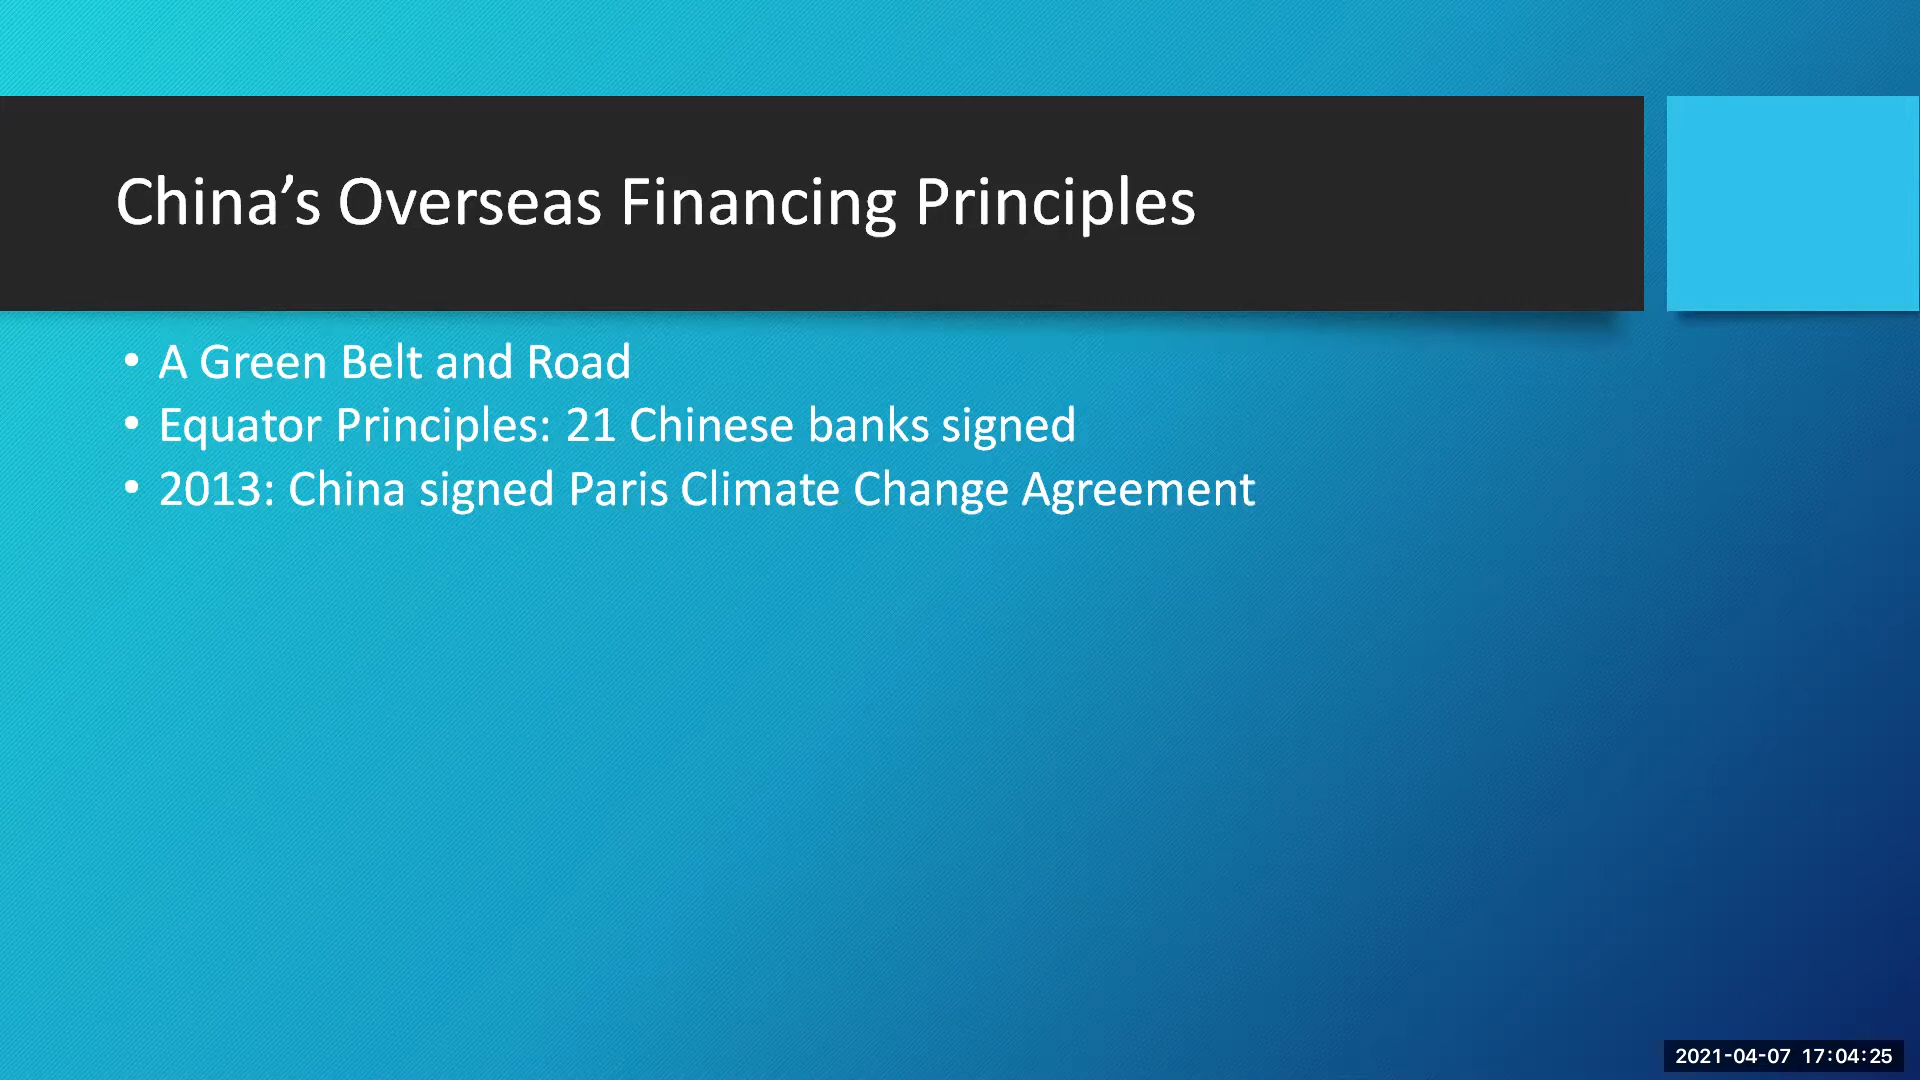 China’s Overseas Financing Principles
• A Green Belt and Road
• Equator Principles: 21 Chinese banks signed
• 2013: China signed Paris Climate Change Agreement
2021-04-07 17:04:25